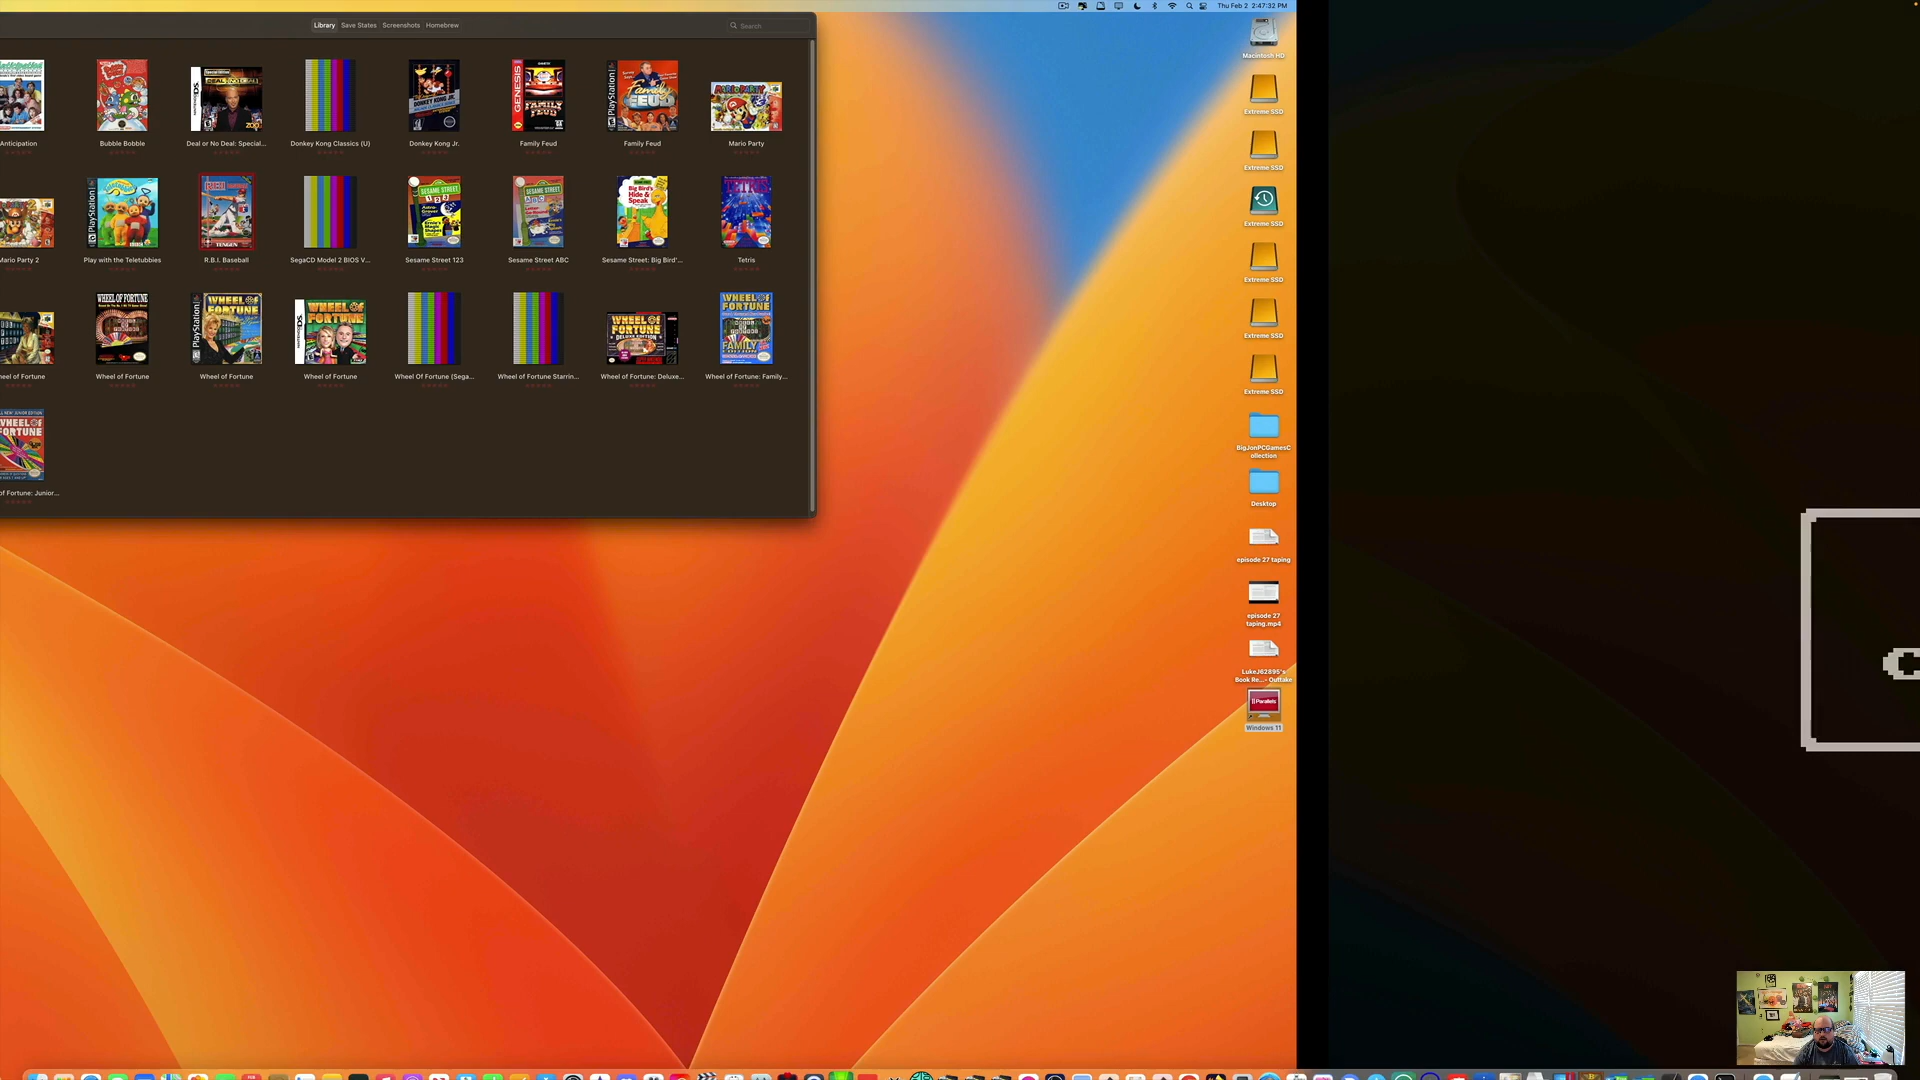 Library Save States Screenshots Homebrew
Search
Thu Feb 2 2:47:32 PM
Anticipation
Bubble Bobble
Deal or No Deal: Special...
Donkey Kong Classics (U)
Donkey Kong Jr.
Family Feud
Family Feud
Mario Party
Mario Party 2
Play with the Teletubbies
R.B.I. Baseball
SegaCD Model 2 BIOS V...
Sesame Street 123
Sesame Street ABC
Sesame Street: Big Bird'...
Tetris
heel of Fortune
Wheel of Fortune
Wheel of Fortune
Wheel of Fortune
Wheel Of Fortune (Sega...
Wheel of Fortune Starrin...
Wheel of Fortune: Deluxe...
Wheel of Fortune: Family...
of Fortune: Junior...
Macintosh HD
Extreme SSD
Extreme SSD
Extreme SSD
Extreme SSD
Extreme SSD
Extreme SSD
BigJonPCGamesC
ollection
Desktop
episode 27 taping
episode 27
taping.mp4
LukeJ62895's
Book Re...- Outtake
Parallels
Windows 11